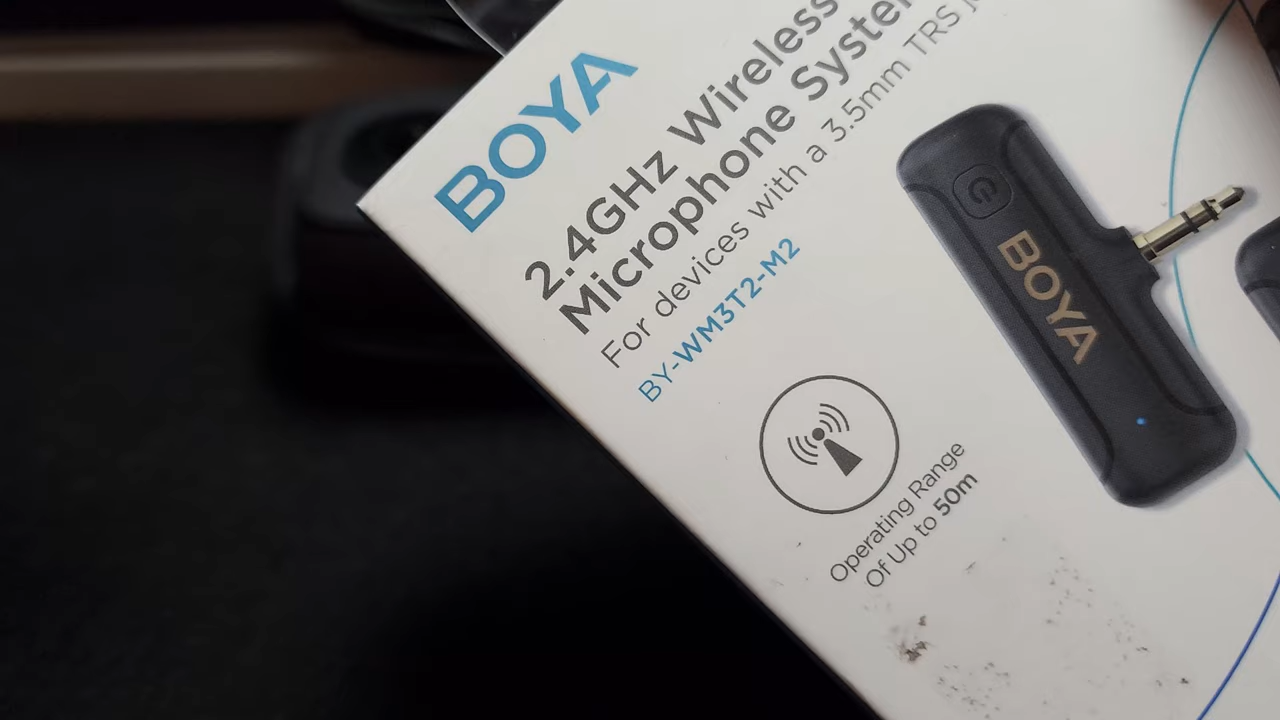 BOYA
2.4GHz Wireless
Microphone System
For devices with a 3.5mm TRS
BY-WM3T2-M2
Operating Range
Of Up to 50m
BOYA